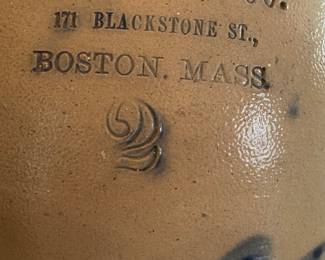 171 BLACKSTONE ST.,
BOSTON. MASS.
2